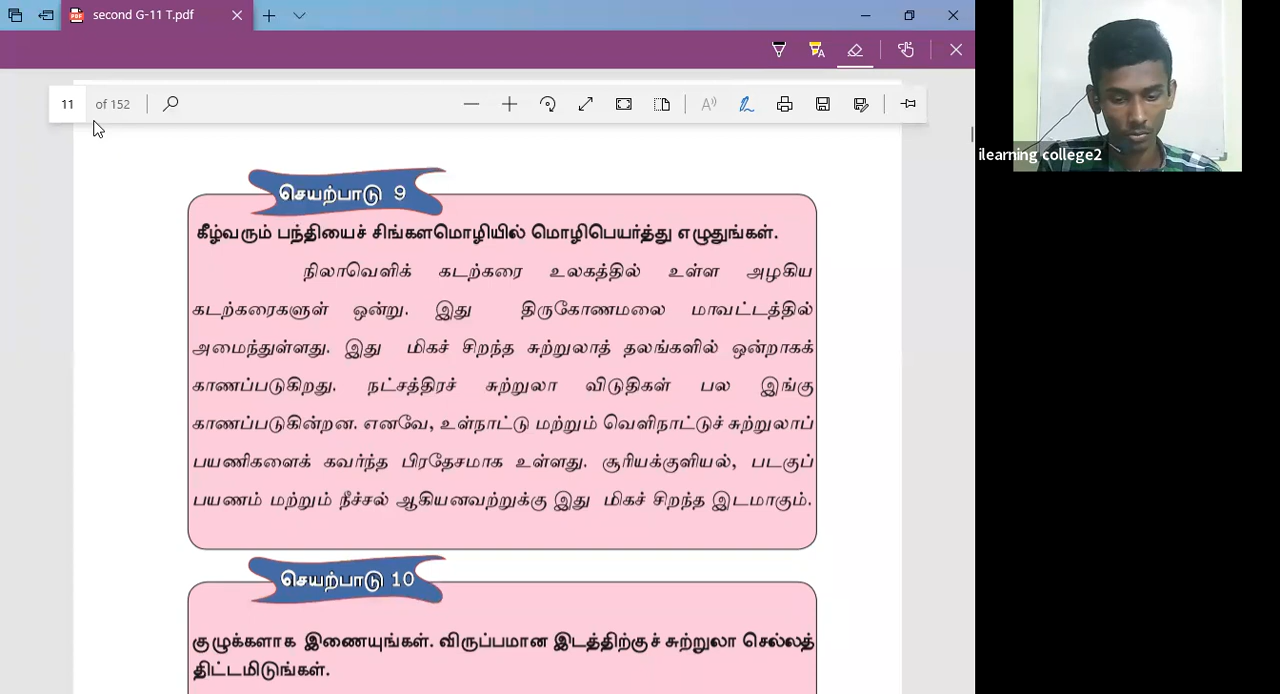 second G-11 T.pdf
11 of 152
ilearning college2
செயற்பாடு 9
கீழ்வரும் பந்தியைச் சிங்களமொழியில் மொழிபெயர்த்து எழுதுங்கள்.
நிலாவெளிக் கடற்கரை உலகத்தில் உள்ள அழகிய
கடற்கரைகளுள் ஒன்று. இது திருகோணமலை மாவட்டத்தில்
அமைந்துள்ளது. இது மிகச் சிறந்த சுற்றுலாத் தலங்களில் ஒன்றாகக்
காணப்படுகிறது. நட்சத்திரச் சுற்றுலா விடுதிகள் பல இங்கு
காணப்படுகின்றன. எனவே, உள்நாட்டு மற்றும் வெளிநாட்டுச் சுற்றுலாப்
பயணிகளைக் கவர்ந்த பிரதேசமாக உள்ளது. சூரியக்குளியல், படகுப்
பயணம் மற்றும் நீச்சல் ஆகியனவற்றுக்கு இது மிகச் சிறந்த இடமாகும்.
செயற்பாடு 10
குழுக்களாக இணையுங்கள். விருப்பமான இடத்திற்குச் சுற்றுலா செல்லத்
திட்டமிடுங்கள்.